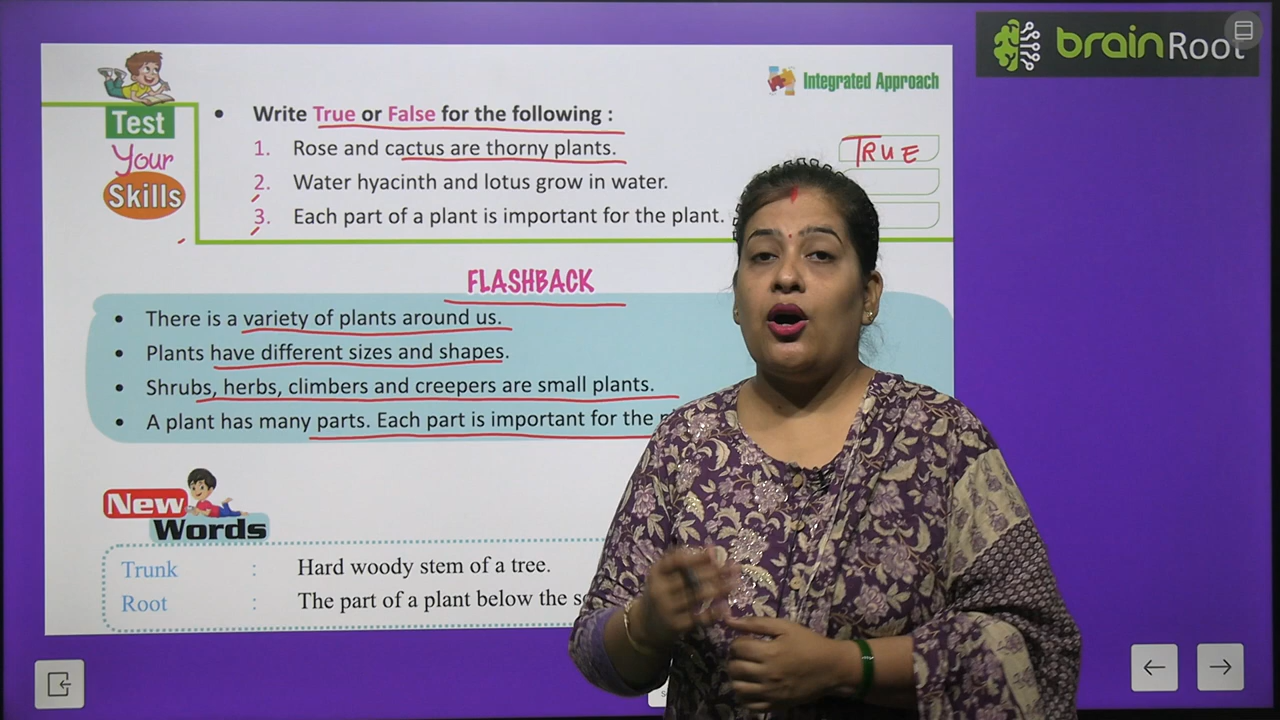 brainRoot
Integrated Approach
Test
Your
Skills
• Write True or False for the following :
1. Rose and cactus are thorny plants.
TRUE
2. Water hyacinth and lotus grow in water.
3. Each part of a plant is important for the plant.
FLASHBACK
• There is a variety of plants around us.
• Plants have different sizes and shapes.
• Shrubs, herbs, climbers and creepers are small plants.
• A plant has many parts. Each part is important for the
New
Words
Trunk : Hard woody stem of a tree.
Root : The part of a plant below the